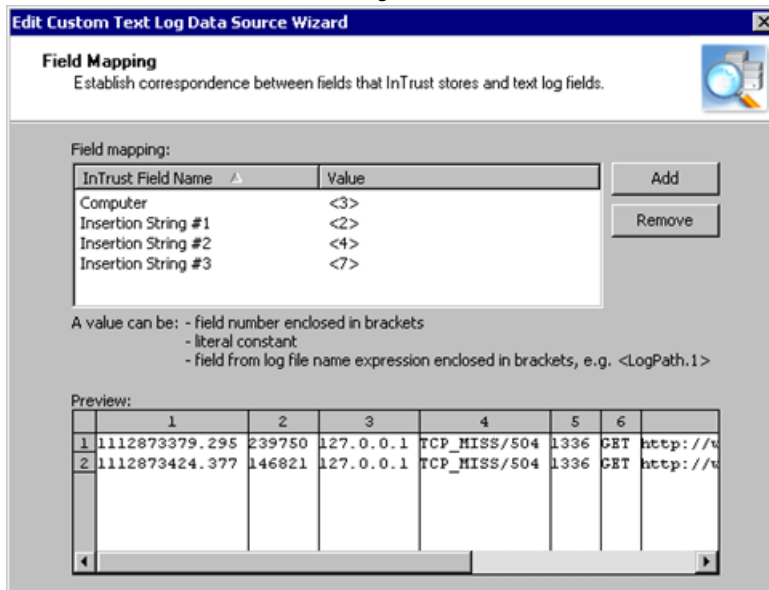 Edit Custom Text Log Data Source Wizard
Field Mapping
Establish correspondence between fields that InTrust stores and text log fields.
Field mapping:
InTrust Field Name Value
Computer <3>
Insertion String #1 <2>
Insertion String #2 <4>
Insertion String #3 <7>
Add
Remove
A value can be: - field number enclosed in brackets
- literal constant
- field from log file name expression enclosed in brackets, e.g. <LogPath.1>
Preview:
1 2 3 4 5 6
1 1112873379.295 239750 127.0.0.1 TCP_MISS/504 1336 GET http://w
2 1112873424.377 146821 127.0.0.1 TCP_MISS/504 1336 GET http://w